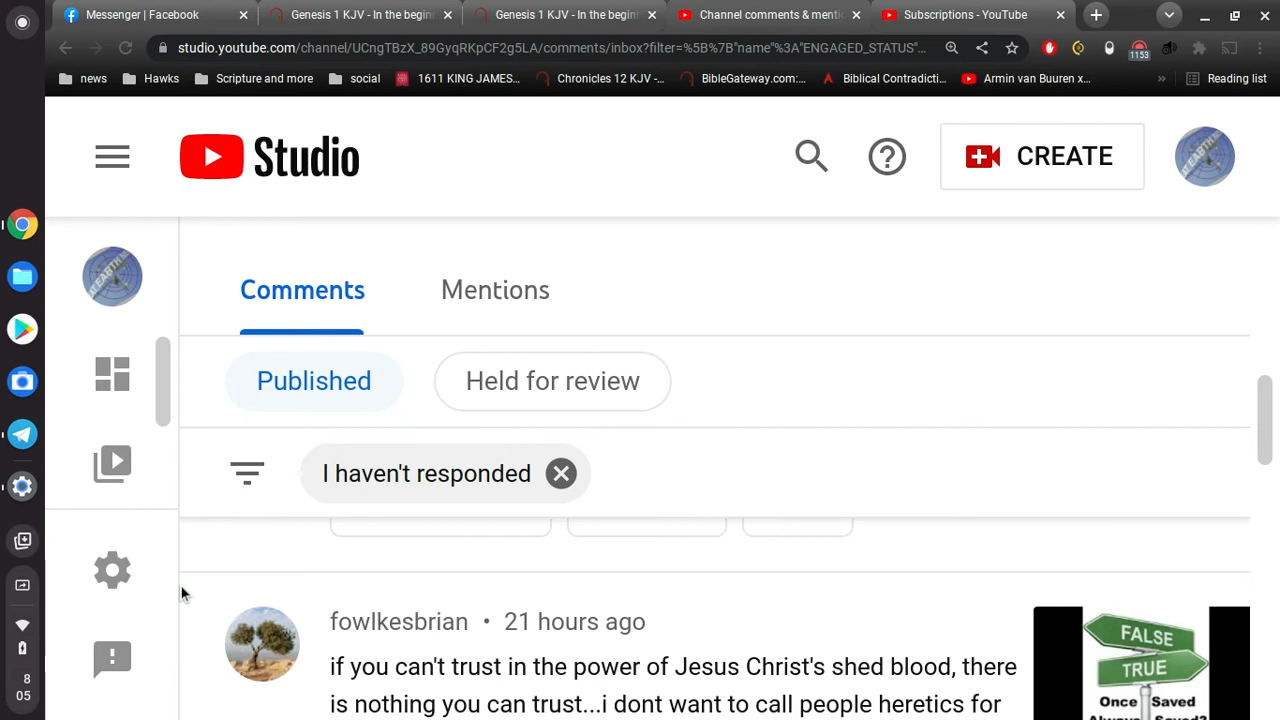 Messenger | Facebook
Genesis 1 KJV - In the beginn
Genesis 1 KJV - In the beginn
Channel comments & menti
Subscriptions - YouTube
studio.youtube.com/channel/UCngTBzX_89GyqRKpCF2g5LA/comments/inbox?filter=%5B%7B"name"%3A"ENGAGED_STATUS"...
1153
news
Hawks
Scripture and more
social
1611 KING JAMES...
Chronicles 12 KJV -...
BibleGateway.com:...
Biblical Contradicti...
Armin van Buuren x...
»
Reading list
Studio
CREATE
Comments
Mentions
Published
Held for review
I haven't responded
fowlkesbrian • 21 hours ago
if you can't trust in the power of Jesus Christ's shed blood, there
is nothing you can trust...i dont want to call people heretics for
FALSE
TRUE
Once Saved
Always Saved?
8
05